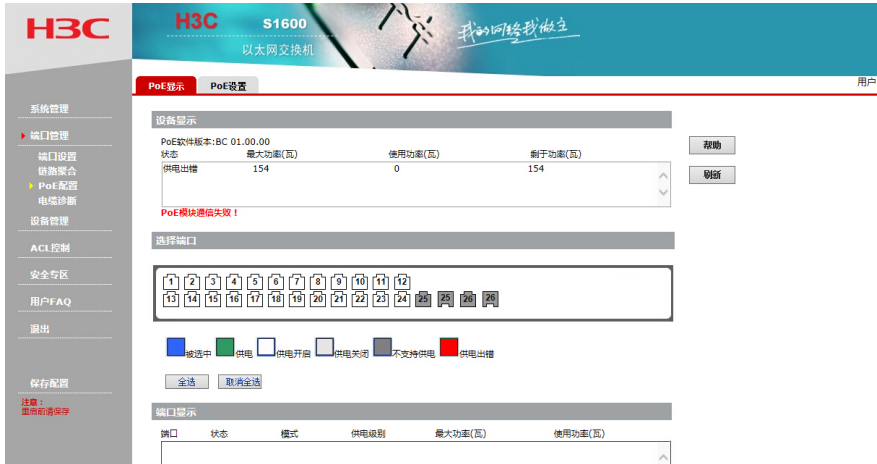 H3C
H3C S1600
以太网交换机
我的网络我做主
PoE显示 PoE设置 用户
系统管理
端口管理
端口设置
链路聚合
PoE配置
电缆诊断
设备管理
ACL控制
安全专区
用户FAQ
退出
保存配置
注意：
重启前请保存
设备显示
PoE软件版本:BC 01.00.00
状态 最大功率(瓦) 使用功率(瓦) 剩于功率(瓦)
供电出错 154 0 154
PoE模块通信失败！
帮助
刷新
选择端口
1 2 3 4 5 6 7 8 9 10 11 12
13 14 15 16 17 18 19 20 21 22 23 24 25 25 26 26
被选中 供电 供电开启 供电关闭 不支持供电 供电出错
全选 取消全选
端口显示
端口 状态 模式 供电级别 最大功率(瓦) 使用功率(瓦)